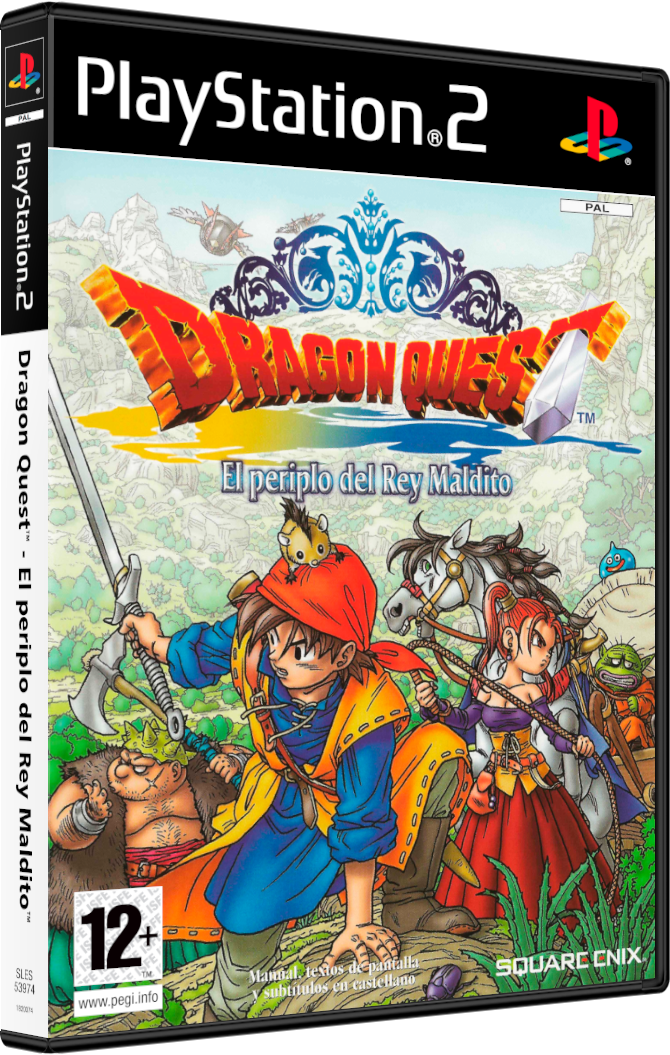 PAL
PlayStation®2
Dragon Quest™ - El periplo del Rey Maldito™
SLES
53974
PlayStation®2
®
PAL
DRAGON QUEST
TM
El periplo del Rey Maldito
12+
TM
www.pegi.info
Manual, textos de pantalla
y subtítulos en castellano
SQUARE ENIX